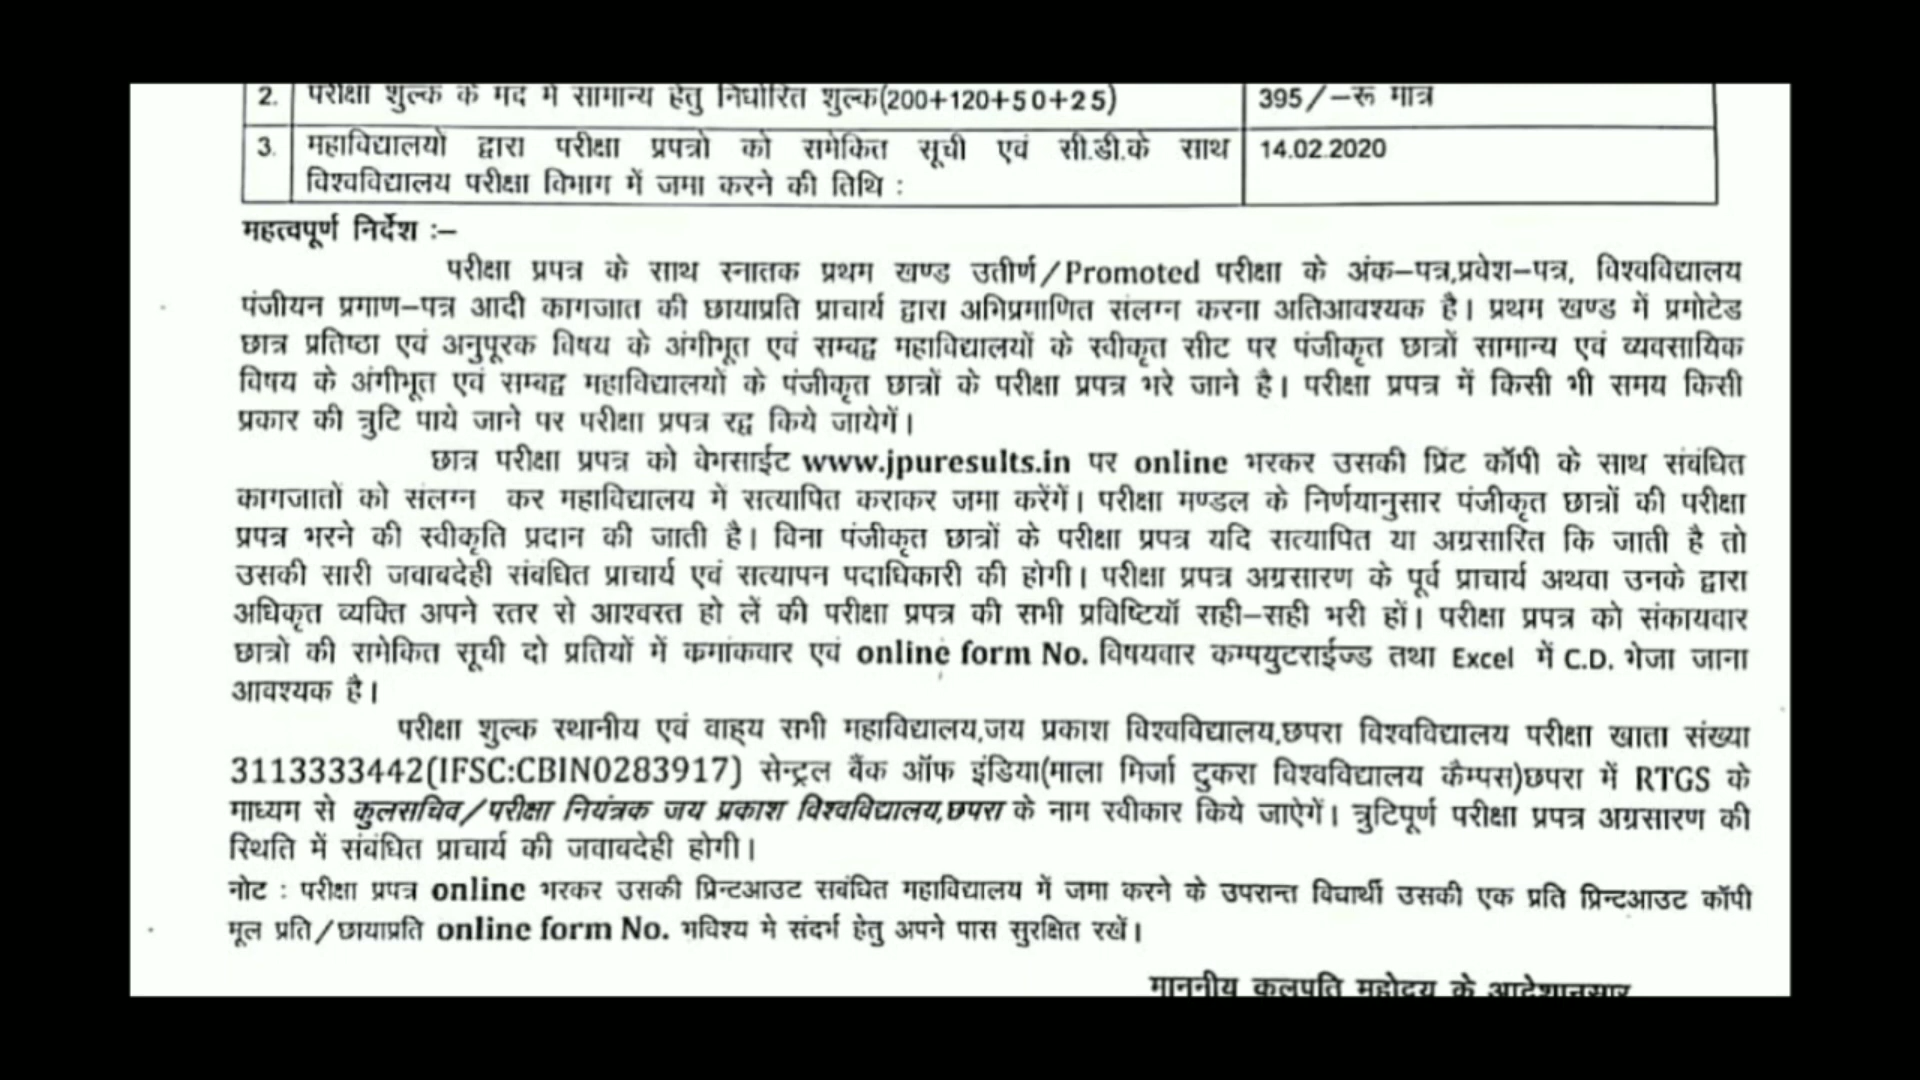 2. परीक्षा शुल्क के मद में सामान्य हेतु निर्धारित शुल्क(200+120+50+25) 395/–रू मात्र
3. महाविद्यालयो द्वारा परीक्षा प्रपत्रो को समेकित सूची एवं सी.डी.के साथ 14.02.2020
विश्वविद्यालय परीक्षा विभाग में जमा करने की तिथि :
महत्वपूर्ण निर्देश :–
परीक्षा प्रपत्र के साथ स्नातक प्रथम खण्ड उतीर्ण/Promoted परीक्षा के अंक–पत्र,प्रवेश–पत्र, विश्वविद्यालय
पंजीयन प्रमाण–पत्र आदी कागजात की छायाप्रति प्राचार्य द्वारा अभिप्रमाणित संलग्न करना अतिआवश्यक है। प्रथम खण्ड में प्रमोटेड
छात्र प्रतिष्ठा एवं अनुपूरक विषय के अंगीभूत एवं सम्बद्व महाविद्यालयों के स्वीकृत सीट पर पंजीकृत छात्रों सामान्य एवं व्यवसायिक
विषय के अंगीभूत एवं सम्बद्व महाविद्यालयों के पंजीकृत छात्रों के परीक्षा प्रपत्र भरे जाने है। परीक्षा प्रपत्र में किसी भी समय किसी
प्रकार की त्रुटि पाये जाने पर परीक्षा प्रपत्र रद्व किये जायेगें।
छात्र परीक्षा प्रपत्र को वेभसाईट www.jpuresults.in पर online भरकर उसकी प्रिंट कॉपी के साथ संबंधित
कागजातों को संलग्न कर महाविद्यालय में सत्यापित कराकर जमा करेंगें। परीक्षा मण्डल के निर्णयानुसार पंजीकृत छात्रों की परीक्षा
प्रपत्र भरने की स्वीकृति प्रदान की जाती है। विना पंजीकृत छात्रों के परीक्षा प्रपत्र यदि सत्यापित या अग्रसारित कि जाती है तो
उसकी सारी जवाबदेही संबंधित प्राचार्य एवं सत्यापन पदाधिकारी की होगी। परीक्षा प्रपत्र अग्रसारण के पूर्व प्राचार्य अथवा उनके द्वारा
अधिकृत व्यक्ति अपने स्तर से आश्वस्त हो लें की परीक्षा प्रपत्र की सभी प्रविष्टियॉ सही–सही भरी हों। परीक्षा प्रपत्र को संकायवार
छात्रो की समेकित सूची दो प्रतियों में कमांकवार एवं online form No. विषयवार कम्पयुटराईज्ड तथा Excel में C.D. भेजा जाना
आवश्यक है।
परीक्षा शुल्क स्थानीय एवं वाह्य सभी महाविद्यालय,जय प्रकाश विश्वविद्यालय,छपरा विश्वविद्यालय परीक्षा खाता संख्या
3113333442(IFSC:CBIN0283917) सेन्ट्रल बैंक ऑफ इंडिया(माला मिर्जा टुकरा विश्वविद्यालय कैम्पस)छपरा में RTGS के
माध्यम से कुलसचिव/परीक्षा नियंत्रक जय प्रकाश विश्वविद्यालय,छपरा के नाम स्वीकार किये जाऐगें। त्रुटिपूर्ण परीक्षा प्रपत्र अग्रसारण की
स्थिति में संबंधित प्राचार्य की जवाबदेही होगी।
नोट : परीक्षा प्रपत्र online भरकर उसकी प्रिन्टआउट सबंधित महाविद्यालय में जमा करने के उपरान्त विद्यार्थी उसकी एक प्रति प्रिन्टआउट कॉपी
मूल प्रति/छायाप्रति online form No. भविश्य मे संदर्भ हेतु अपने पास सुरक्षित रखें।
माननीय कुलपति महोदय के आदेशानुसार